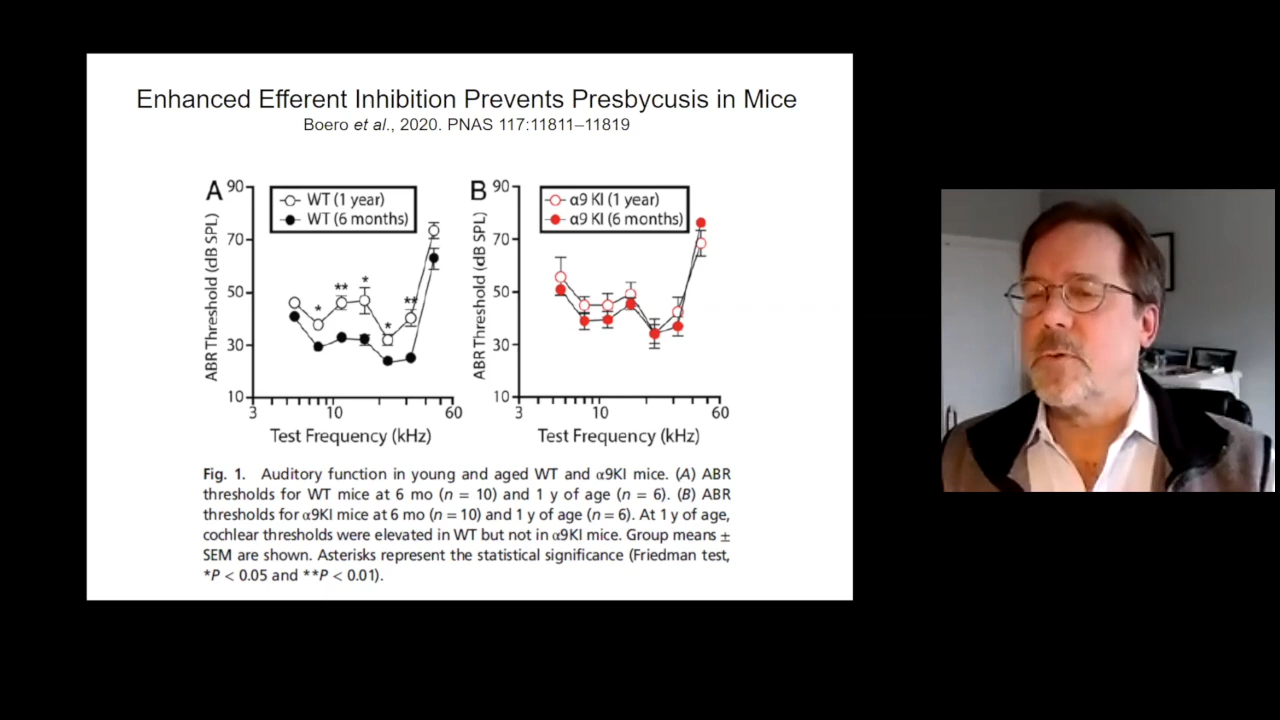 Enhanced Efferent Inhibition Prevents Presbycusis in Mice
Boero et al., 2020. PNAS 117:11811–11819
A
90
70
50
30
10
ABR Threshold (dB SPL)
WT (1 year)
WT (6 months)
*
**
*
*
**
3
10
60
Test Frequency (kHz)
B
90
70
50
30
10
ABR Threshold (dB SPL)
α9 KI (1 year)
α9 KI (6 months)
3
10
60
Test Frequency (kHz)
Fig. 1. Auditory function in young and aged WT and α9KI mice. (A) ABR
thresholds for WT mice at 6 mo (n = 10) and 1 y of age (n = 6). (B) ABR
thresholds for α9KI mice at 6 mo (n = 10) and 1 y of age (n = 6). At 1 y of age,
cochlear thresholds were elevated in WT but not in α9KI mice. Group means ±
SEM are shown. Asterisks represent the statistical significance (Friedman test,
*P < 0.05 and **P < 0.01).